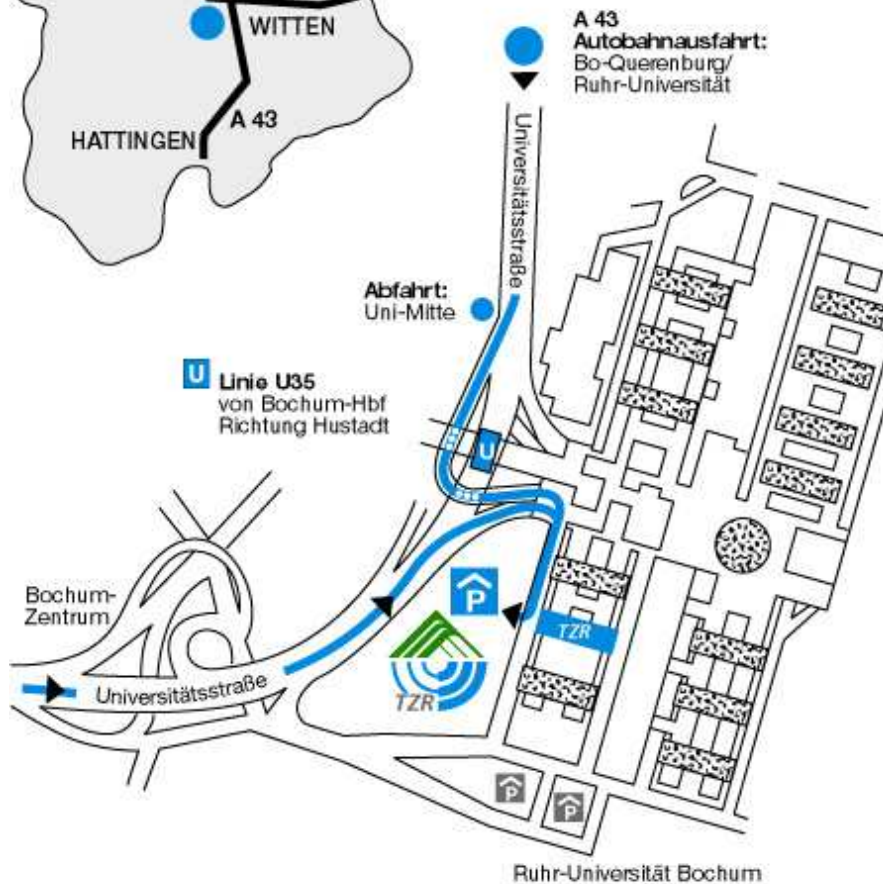 WITTEN
A 43
HATTINGEN
A 43
Autobahnausfahrt:
Bo-Querenburg/
Ruhr-Universität
Universitätsstraße
Abfahrt:
Uni-Mitte
U
Linie U35
von Bochum-Hbf
Richtung Hustadt
U
Bochum-
Zentrum
Universitätsstraße
P
TZR
TZR
P
P
Ruhr-Universität Bochum